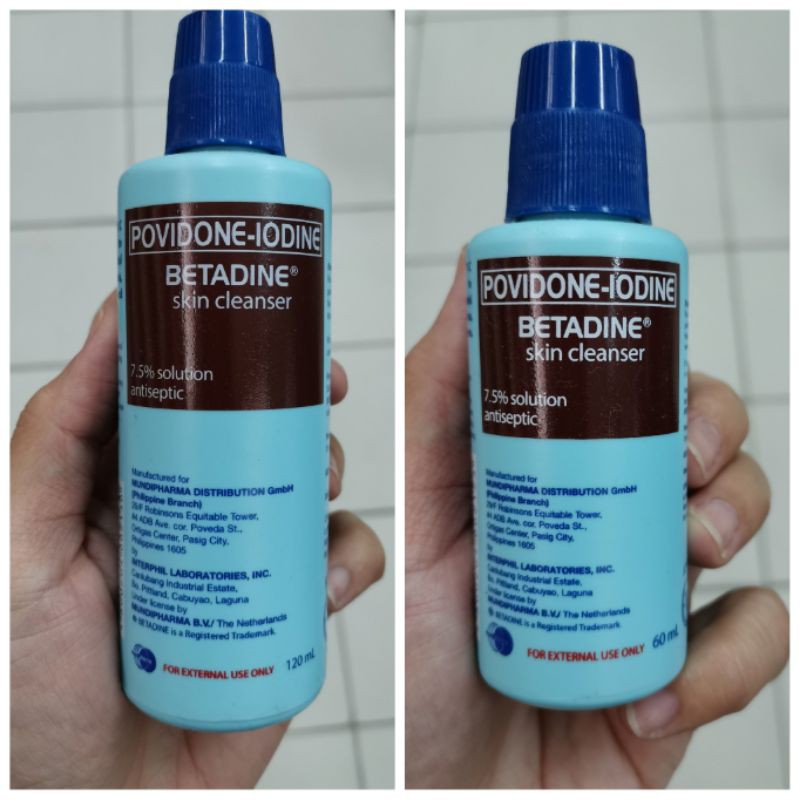 POVIDONE-IODINE
BETADINE®
skin cleanser
7.5% solution
antiseptic
Manufactured for
MUNDIPHARMA DISTRIBUTION GmbH
(Philippine Branch)
29/F Robinsons Equitable Tower,
#4 ADB Ave. cor. Poveda St.,
Ortigas Center, Pasig City,
Philippines 1605
by
INTERPHIL LABORATORIES, INC.
Canlubang Industrial Estate,
Bo. Pittland, Cabuyao, Laguna
Under license by
MUNDIPHARMA B.V./ The Netherlands
® BETADINE is a Registered Trademark
FOR EXTERNAL USE ONLY
120 mL
POVIDONE-IODINE
BETADINE®
skin cleanser
7.5% solution
antiseptic
Manufactured for
MUNDIPHARMA DISTRIBUTION GmbH
(Philippine Branch)
29/F Robinsons Equitable Tower,
#4 ADB Ave. cor. Poveda St.,
Ortigas Center, Pasig City,
Philippines 1605
by
INTERPHIL LABORATORIES, INC.
Canlubang Industrial Estate,
Bo. Pittland, Cabuyao, Laguna
Under license by
MUNDIPHARMA B.V./ The Netherlands
® BETADINE is a Registered Trademark
FOR EXTERNAL USE ONLY
60 mL